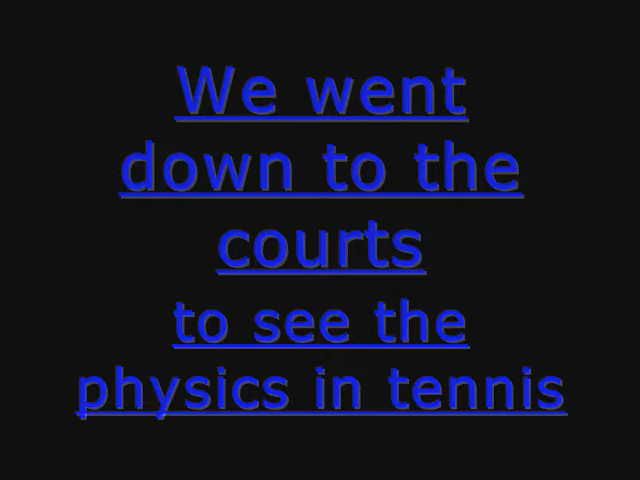 We went
down to the
courts
to see the
physics in tennis